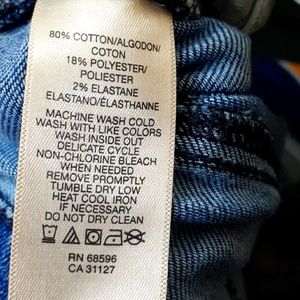 80% COTTON/ALGODON/
COTON
18% POLYESTER/
POLIESTER
2% ELASTANE
ELASTANO/ÉLASTHANNE
MACHINE WASH COLD
WASH WITH LIKE COLORS
WASH INSIDE OUT
DELICATE CYCLE
NON-CHLORINE BLEACH
WHEN NEEDED
REMOVE PROMPTLY
TUMBLE DRY LOW
HEAT COOL IRON
IF NECESSARY
DO NOT DRY CLEAN
RN 68596
CA 31127